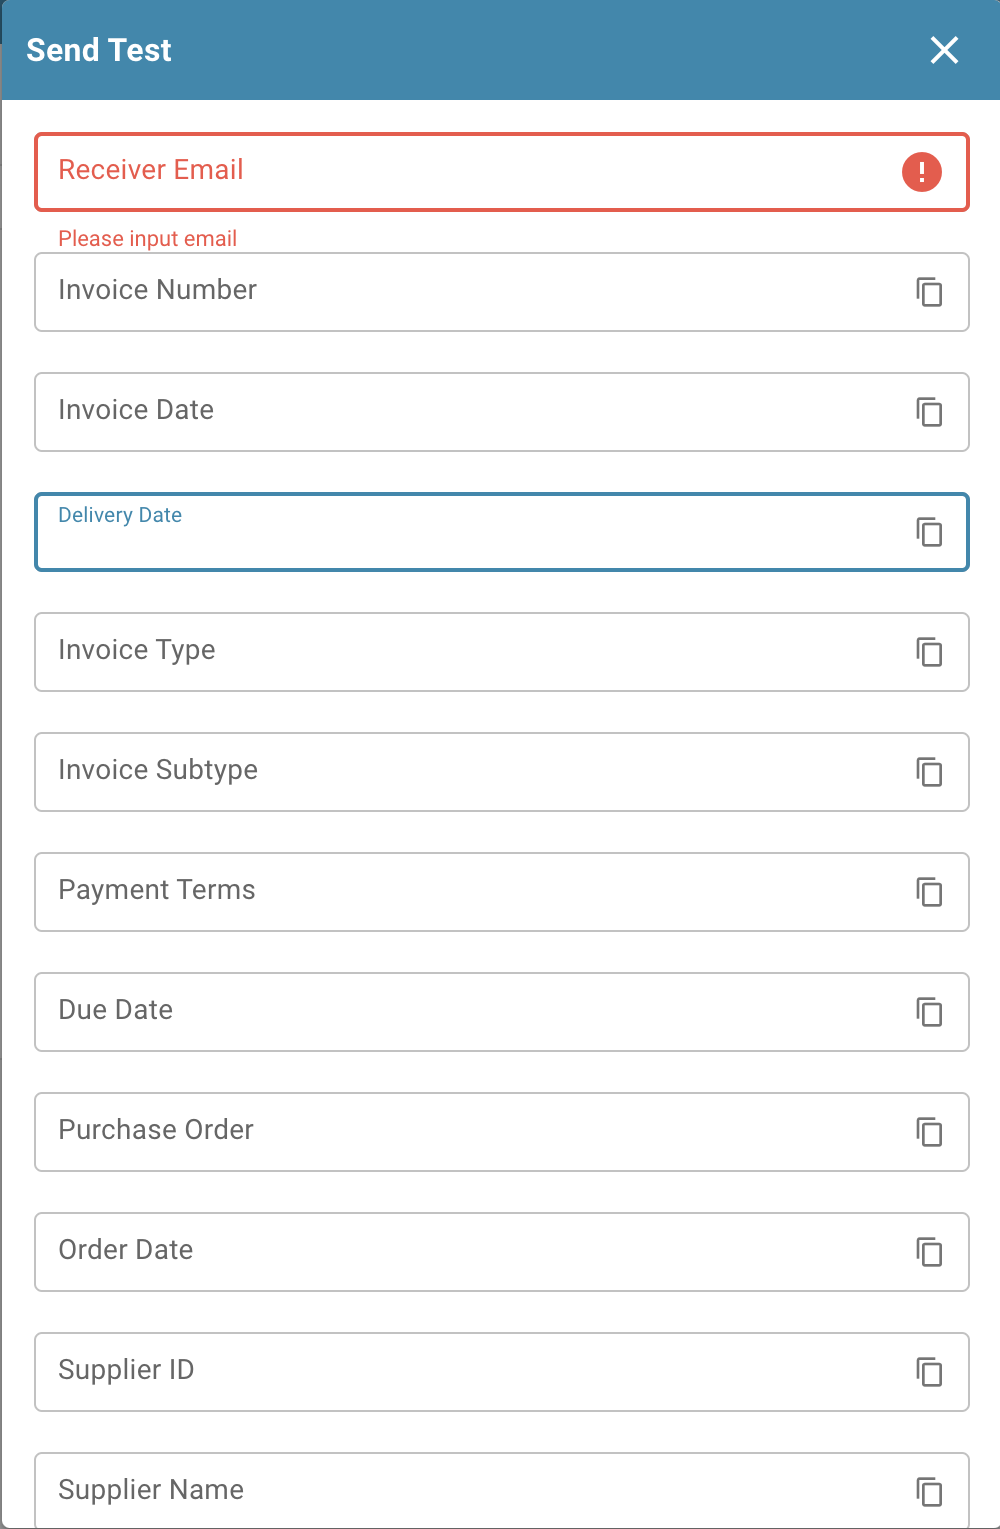 Send Test
Receiver Email
Please input email
Invoice Number
Invoice Date
Delivery Date
Invoice Type
Invoice Subtype
Payment Terms
Due Date
Purchase Order
Order Date
Supplier ID
Supplier Name